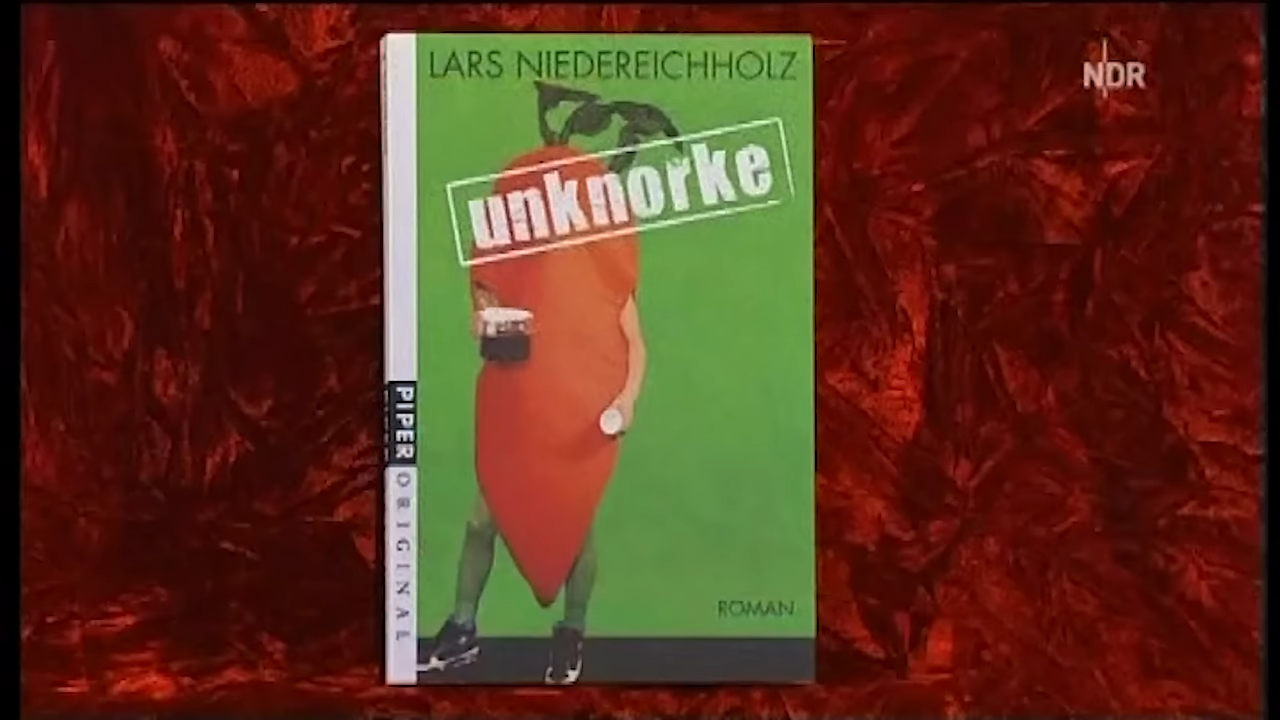 LARS NIEDEREICHHOLZ
NDR
unknorke
PIPER ORIGINAL
ROMAN